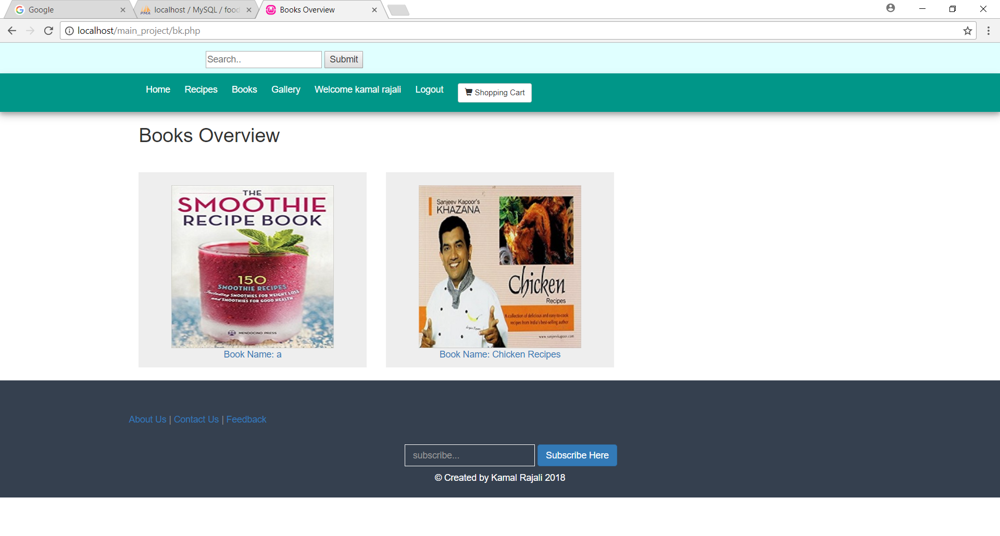 Google
localhost / MySQL / food
Books Overview
localhost/main_project/bk.php
Search..
Submit
Home
Recipes
Books
Gallery
Welcome kamal rajali
Logout
Shopping Cart
Books Overview
THE
SMOOTHIE
RECIPE BOOK
150
SMOOTHIE RECIPES
Including SMOOTHIES FOR WEIGHT LOSS
and SMOOTHIES FOR GOOD HEALTH
MENDOCINO PRESS
Book Name: a
Sanjeev Kapoor's
KHAZANA
Chicken
Recipes
A collection of delicious and easy-to-cook
recipes from India's best-selling author
www.sanjeevkapoor.com
Book Name: Chicken Recipes
About Us | Contact Us | Feedback
subscribe...
Subscribe Here
© Created by Kamal Rajali 2018